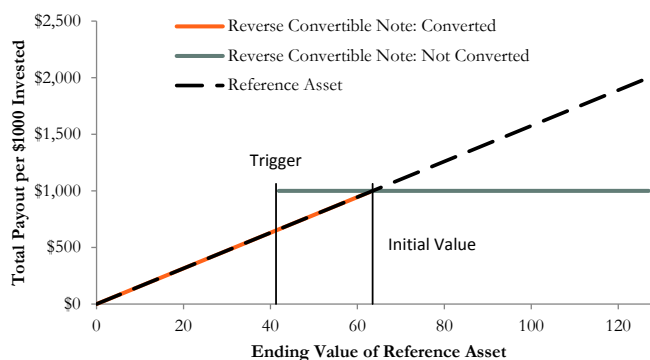 $2,500
$2,000
$1,500
$1,000
$500
$0
Total Payout per $1000 Invested
Reverse Convertible Note: Converted
Reverse Convertible Note: Not Converted
Reference Asset
Trigger
Initial Value
0 20 40 60 80 100 120
Ending Value of Reference Asset